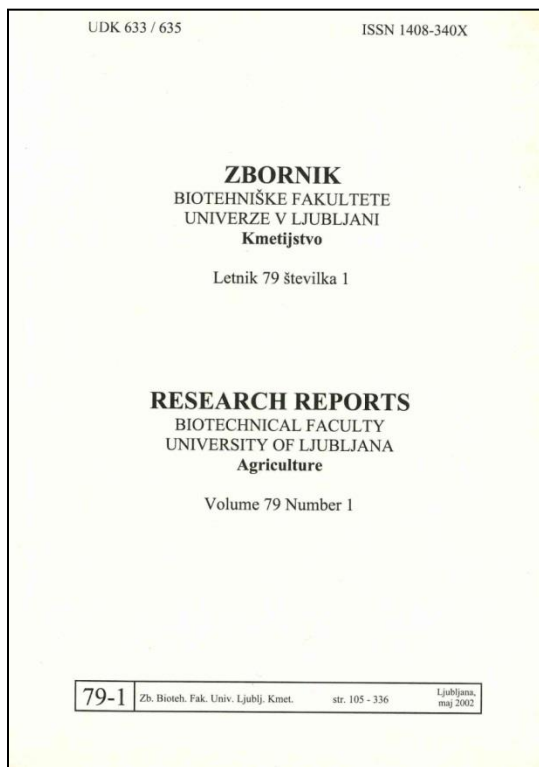 UDK 633 / 635 ISSN 1408-340X
ZBORNIK
BIOTEHNIŠKE FAKULTETE
UNIVERZE V LJUBLJANI
Kmetijstvo
Letnik 79 številka 1
RESEARCH REPORTS
BIOTECHNICAL FACULTY
UNIVERSITY OF LJUBLJANA
Agriculture
Volume 79 Number 1
79-1 Zb. Bioteh. Fak. Univ. Ljublj. Kmet. str. 105 - 336 Ljubljana,
maj 2002